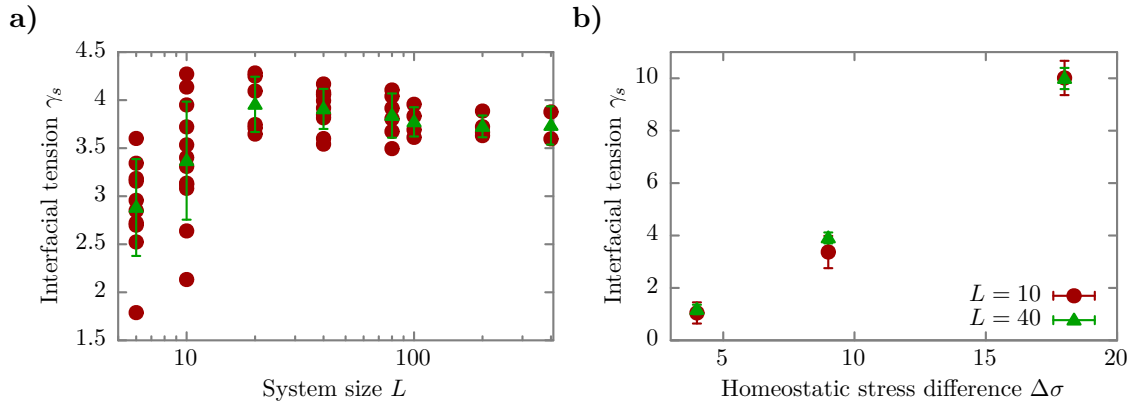 a)
4.5
4
3.5
3
2.5
2
1.5
10
100
Interfacial tension γₛ
System size L
b)
10
8
6
4
2
0
5
10
15
20
Interfacial tension γₛ
Homeostatic stress difference Δσ
L = 10
L = 40